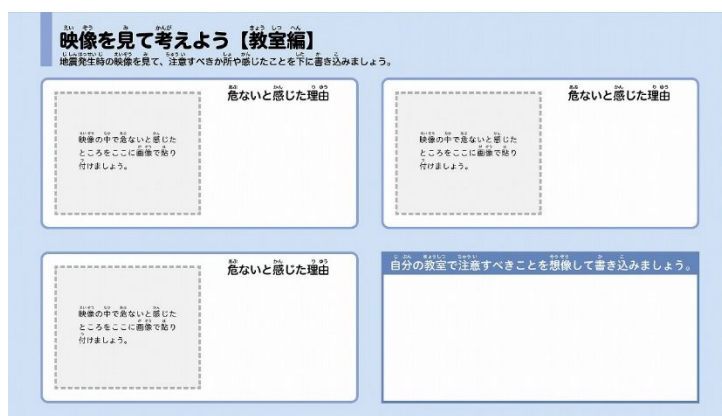 映像を見て考えよう【教室編】
地震発生時の映像を見て、注意すべきか所や感じたことを下に書き込みましょう。
危ないと感じた理由
映像の中で危ないと感じた
ところをここに画像で貼り
付けましょう。
危ないと感じた理由
映像の中で危ないと感じた
ところをここに画像で貼り
付けましょう。
危ないと感じた理由
映像の中で危ないと感じた
ところをここに画像で貼り
付けましょう。
自分の教室で注意すべきことを想像して書き込みましょう。